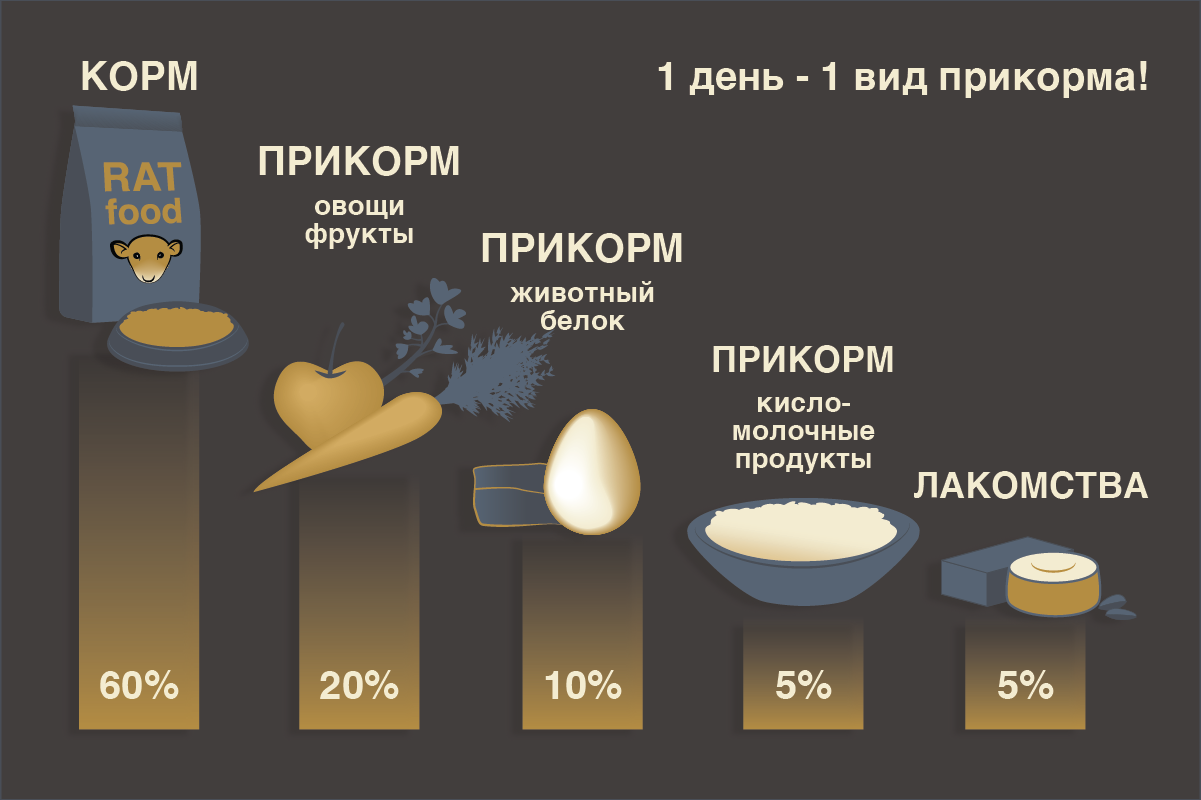 КОРМ
1 день - 1 вид прикорма!
RAT
food
ПРИКОРМ
овощи
фрукты
ПРИКОРМ
животный
белок
ПРИКОРМ
кисло-
молочные
продукты
ЛАКОМСТВА
60%
20%
10%
5%
5%